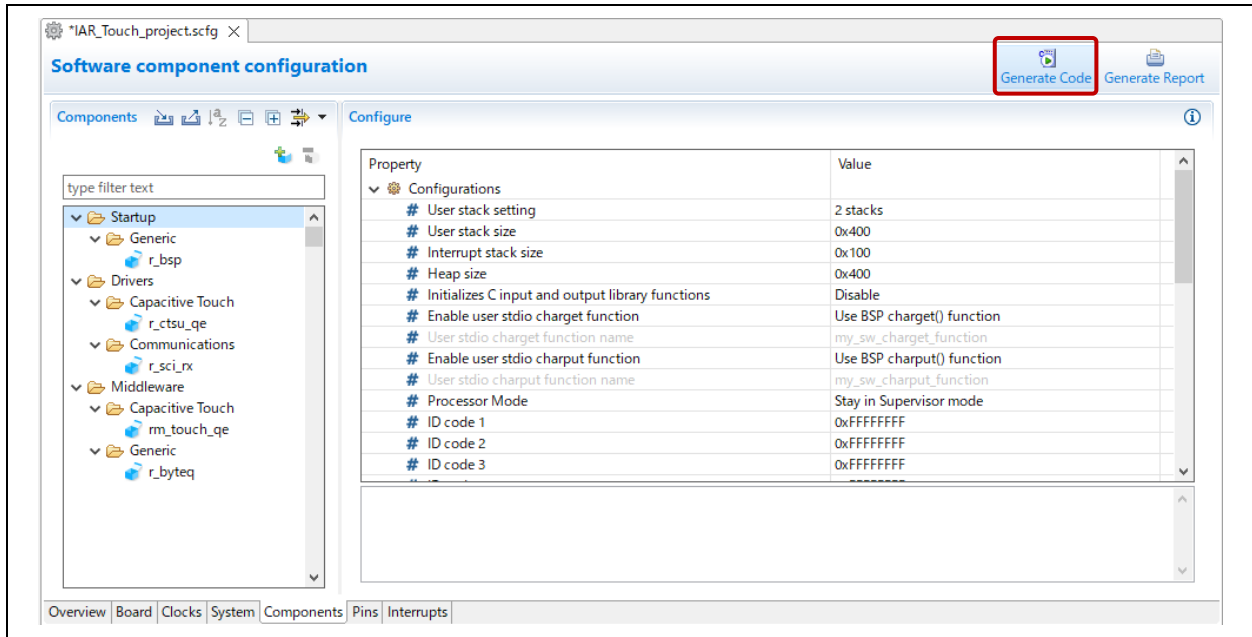 *IAR_Touch_project.scfg
Software component configuration
Generate Code
Generate Report
Components
Configure
type filter text
Startup
Generic
r_bsp
Drivers
Capacitive Touch
r_ctsu_qe
Communications
r_sci_rx
Middleware
Capacitive Touch
rm_touch_qe
Generic
r_byteq
Property Value
Configurations
# User stack setting 2 stacks
# User stack size 0x400
# Interrupt stack size 0x100
# Heap size 0x400
# Initializes C input and output library functions Disable
# Enable user stdio charget function Use BSP charget() function
# User stdio charget function name my_sw_charget_function
# Enable user stdio charput function Use BSP charput() function
# User stdio charput function name my_sw_charput_function
# Processor Mode Stay in Supervisor mode
# ID code 1 0xFFFFFFFF
# ID code 2 0xFFFFFFFF
# ID code 3 0xFFFFFFFF
Overview Board Clocks System Components Pins Interrupts